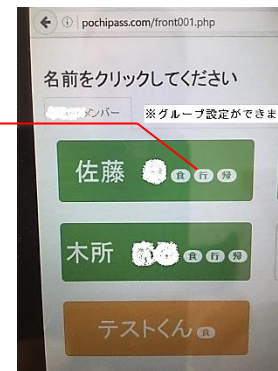 pochipass.com/front001.php
名前をクリックしてください
メンバー
※グループ設定ができま
佐藤 食 行 帰
木所 食 行 帰
テストくん 食